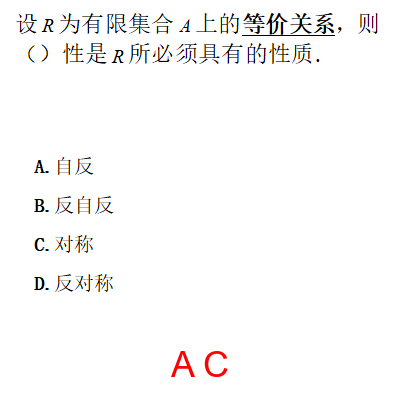 设 R 为有限集合 A 上的等价关系，则
（）性是 R 所必须具有的性质.
A. 自反
B. 反自反
C. 对称
D. 反对称
A C